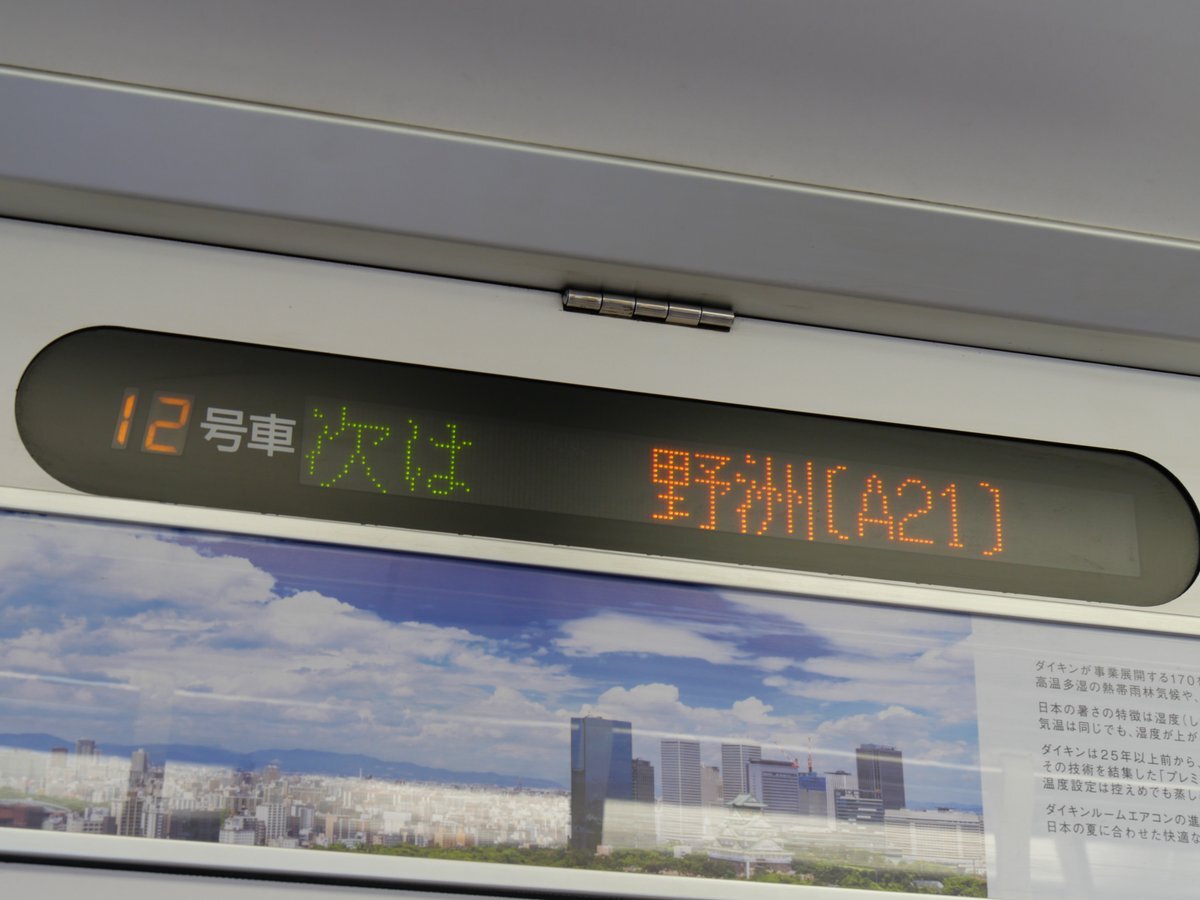 12号車 次は 野洲〔A21〕
ダイキンが事業展開する170
高温多湿の熱帯雨林気候や、
日本の暑さの特徴は湿度(し
気温は同じでも、湿度が上が
ダイキンは25年以上前から、
その技術を結集した「プレミ
温度設定は控えめでも蒸し
ダイキンルームエアコンの進
日本の夏に合わせた快適な